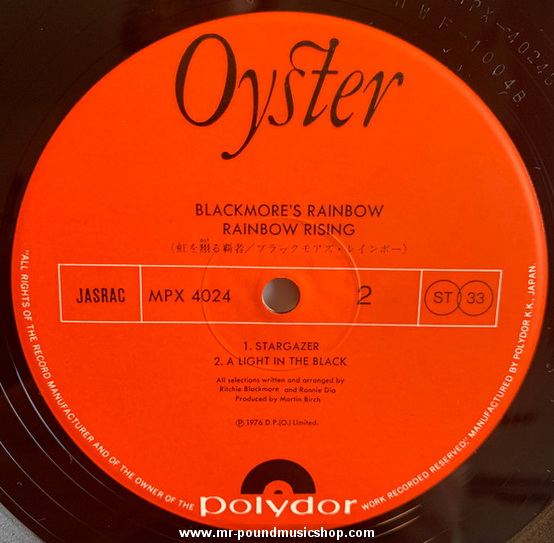 Oyster
BLACKMORE'S RAINBOW
RAINBOW RISING
(虹を翔る覇者/ブラックモアズ・レインボー)
JASRAC
MPX 4024
2
ST 33
1. STARGAZER
2. A LIGHT IN THE BLACK
All selections written and arranged by
Ritchie Blackmore and Ronnie Dio
Produced by Martin Birch
Ⓟ 1976 D.P.(O.) Limited.
"ALL RIGHTS OF THE RECORD MANUFACTURER AND OF THE OWNER OF THE
polydor
WORK RECORDED RESERVED." MANUFACTURED BY POLYDOR K.K., JAPAN.
www.mr-poundmusicshop.com